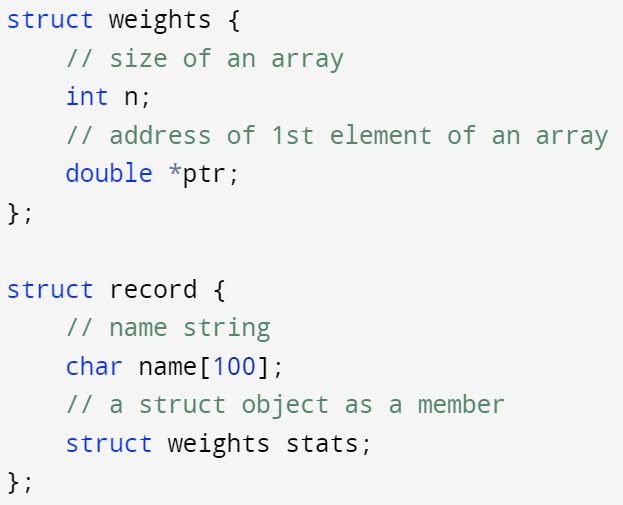 struct weights {
    // size of an array
    int n;
    // address of 1st element of an array
    double *ptr;
};

struct record {
    // name string
    char name[100];
    // a struct object as a member
    struct weights stats;
};